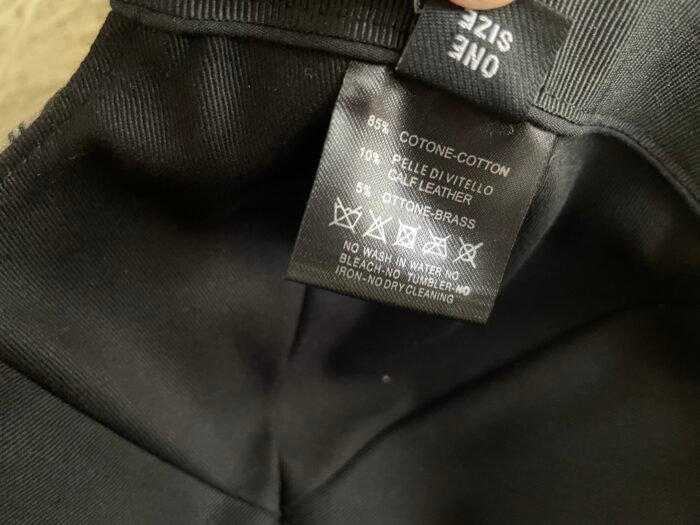 ONE
SIZE
85% COTONE-COTTON
10% PELLE DI VITELLO
CALF LEATHER
5% OTTONE-BRASS
NO WASH IN WATER NO
BLEACH-NO TUMBLER-NO
IRON-NO DRY CLEANING